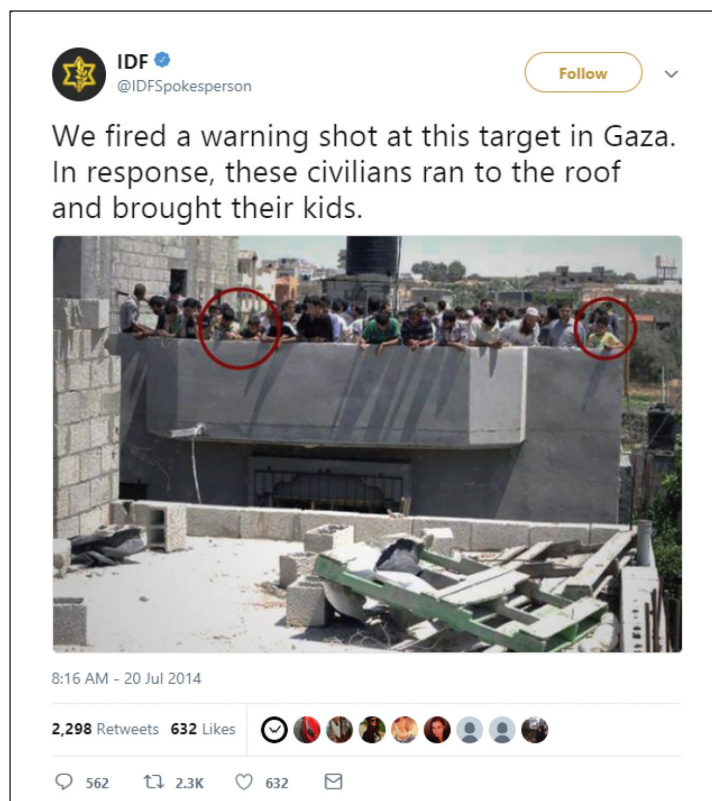 IDF
@IDFSpokesperson
Follow
We fired a warning shot at this target in Gaza.
In response, these civilians ran to the roof
and brought their kids.
8:16 AM - 20 Jul 2014
2,298 Retweets 632 Likes
562 2.3K 632